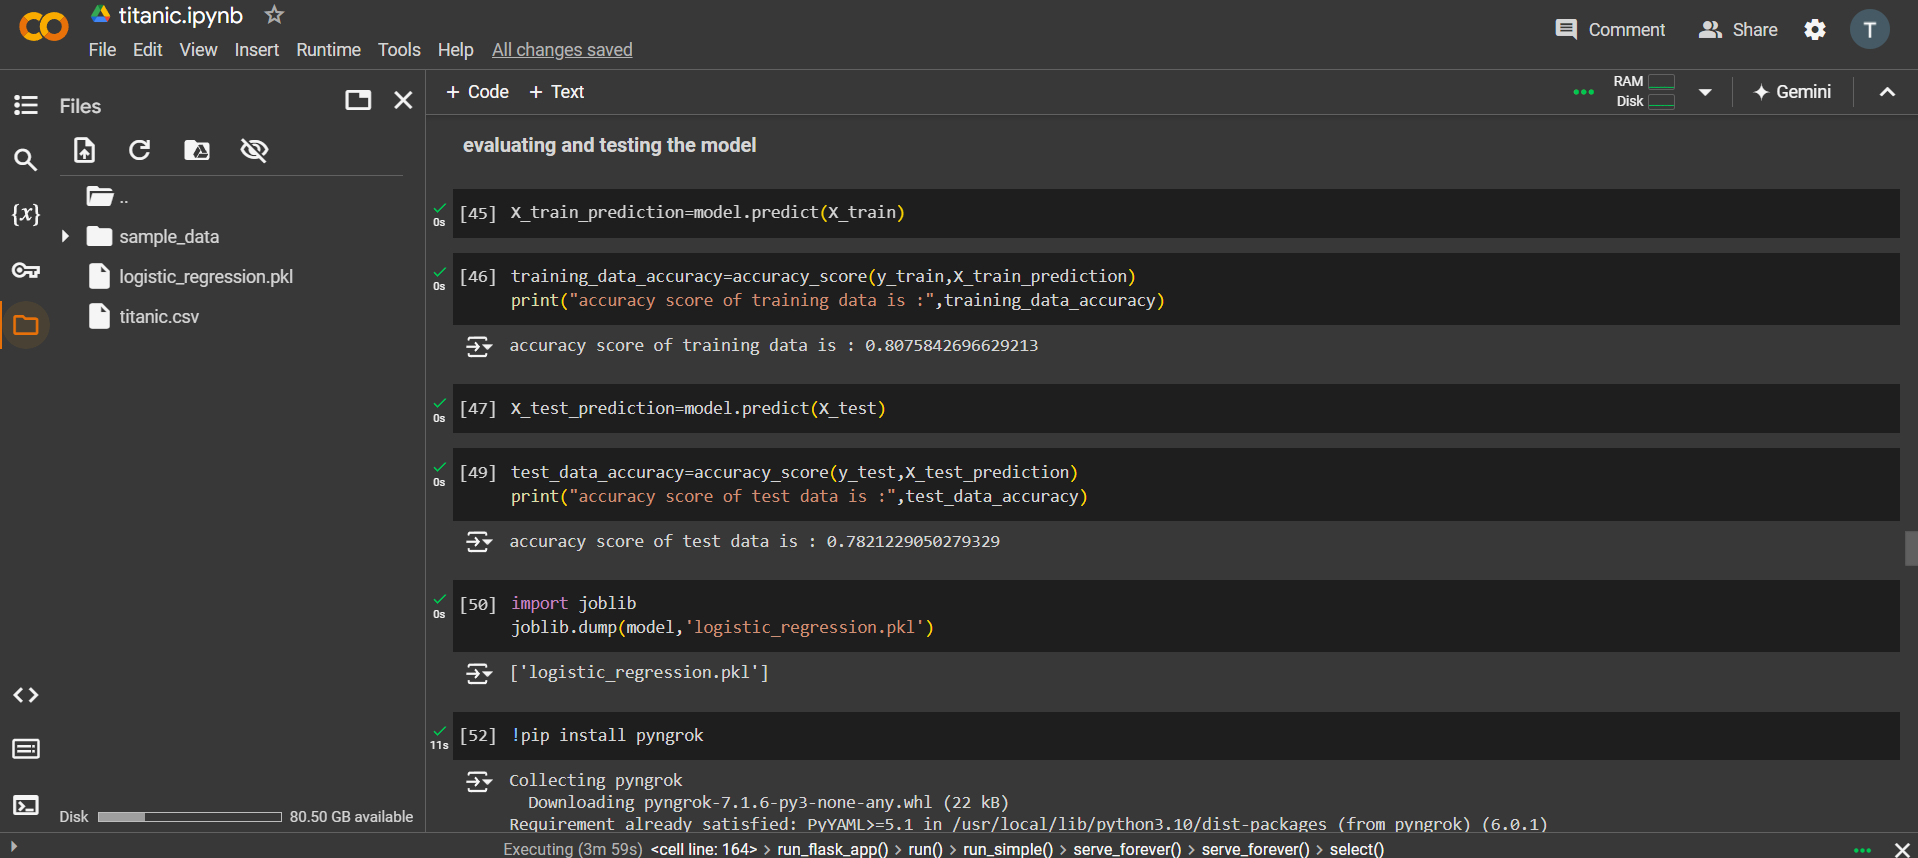 titanic.ipynb
File Edit View Insert Runtime Tools Help All changes saved
Comment Share T
Files
+ Code + Text
RAM
Disk
Gemini
..
sample_data
logistic_regression.pkl
titanic.csv
{x}
Disk 80.50 GB available
evaluating and testing the model
0s [45] X_train_prediction=model.predict(X_train)
0s [46] training_data_accuracy=accuracy_score(y_train,X_train_prediction)
print("accuracy score of training data is :",training_data_accuracy)
accuracy score of training data is : 0.8075842696629213
0s [47] X_test_prediction=model.predict(X_test)
0s [49] test_data_accuracy=accuracy_score(y_test,X_test_prediction)
print("accuracy score of test data is :",test_data_accuracy)
accuracy score of test data is : 0.7821229050279329
0s [50] import joblib
joblib.dump(model,'logistic_regression.pkl')
['logistic_regression.pkl']
11s [52] !pip install pyngrok
Collecting pyngrok
Downloading pyngrok-7.1.6-py3-none-any.whl (22 kB)
Requirement already satisfied: PyYAML>=5.1 in /usr/local/lib/python3.10/dist-packages (from pyngrok) (6.0.1)
Executing (3m 59s) <cell line: 164> > run_flask_app() > run() > run_simple() > serve_forever() > serve_forever() > select()